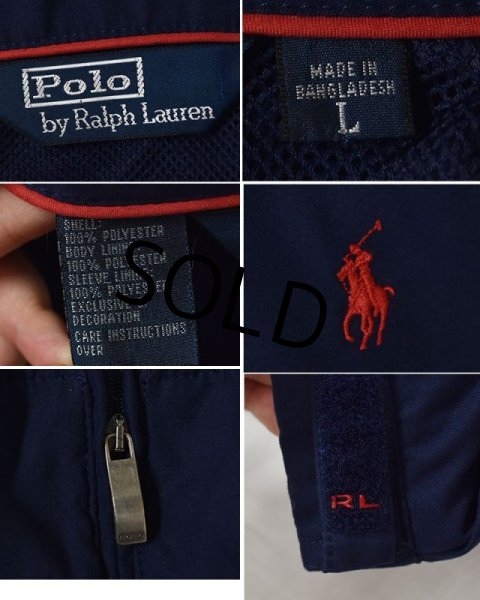 Polo
by Ralph Lauren
MADE IN
BANGLADESH
L
SHELL:
100% POLYESTER
BODY LINING
100% POLYESTER
SLEEVE LINING
100% POLYESTER
EXCLUSIVE
DECORATION
CARE INSTRUCTIONS
OVER
SOLD
RL